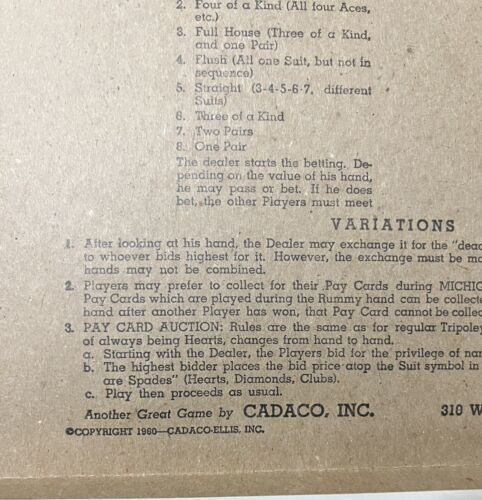 2. Four of a Kind (All four Aces,
etc.)
3. Full House (Three of a Kind,
and one Pair)
4. Flush (All one Suit, but not in
sequence)
5. Straight (3-4-5-6-7, different
Suits)
6. Three of a Kind
7. Two Pairs
8. One Pair
The dealer starts the betting. De-
pending on the value of his hand,
he may pass or bet. If he does
bet, the other Players must meet
VARIATIONS
1. After looking at his hand, the Dealer may exchange it for the "dead
to whoever bids highest for it. However, the exchange must be ma
hands may not be combined.
2. Players may prefer to collect for their Pay Cards during MICHIG
Pay Cards which are played during the Rummy hand can be collecte
hand after another Player has won, that Pay Card cannot be collec
3. PAY CARD AUCTION: Rules are the same as for regular Tripoley
of always being Hearts, changes from hand to hand.
a. Starting with the Dealer, the Players bid for the privilege of nam
b. The highest bidder places the bid price atop the Suit symbol in
are Spades" (Hearts, Diamonds, Clubs).
c. Play then proceeds as usual.
Another Great Game by CADACO, INC. 310 W
©COPYRIGHT 1960—CADACO-ELLIS, INC.